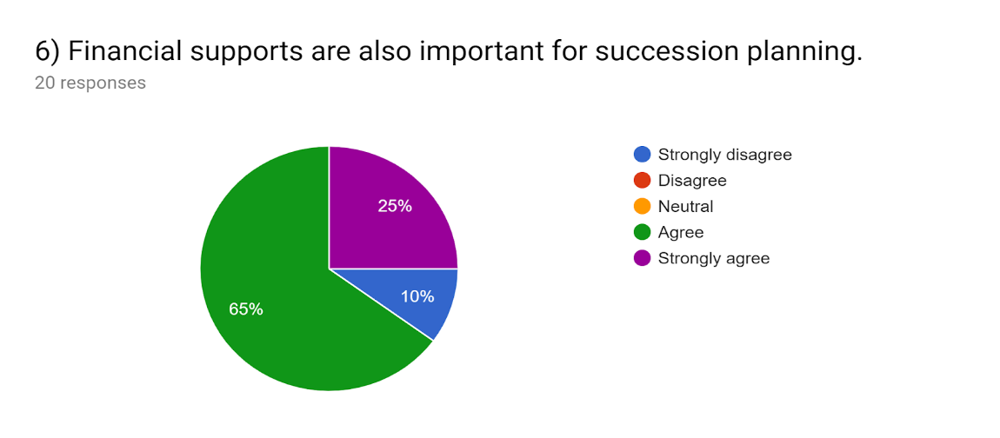 6) Financial supports are also important for succession planning.
20 responses
25%
10%
65%
Strongly disagree
Disagree
Neutral
Agree
Strongly agree